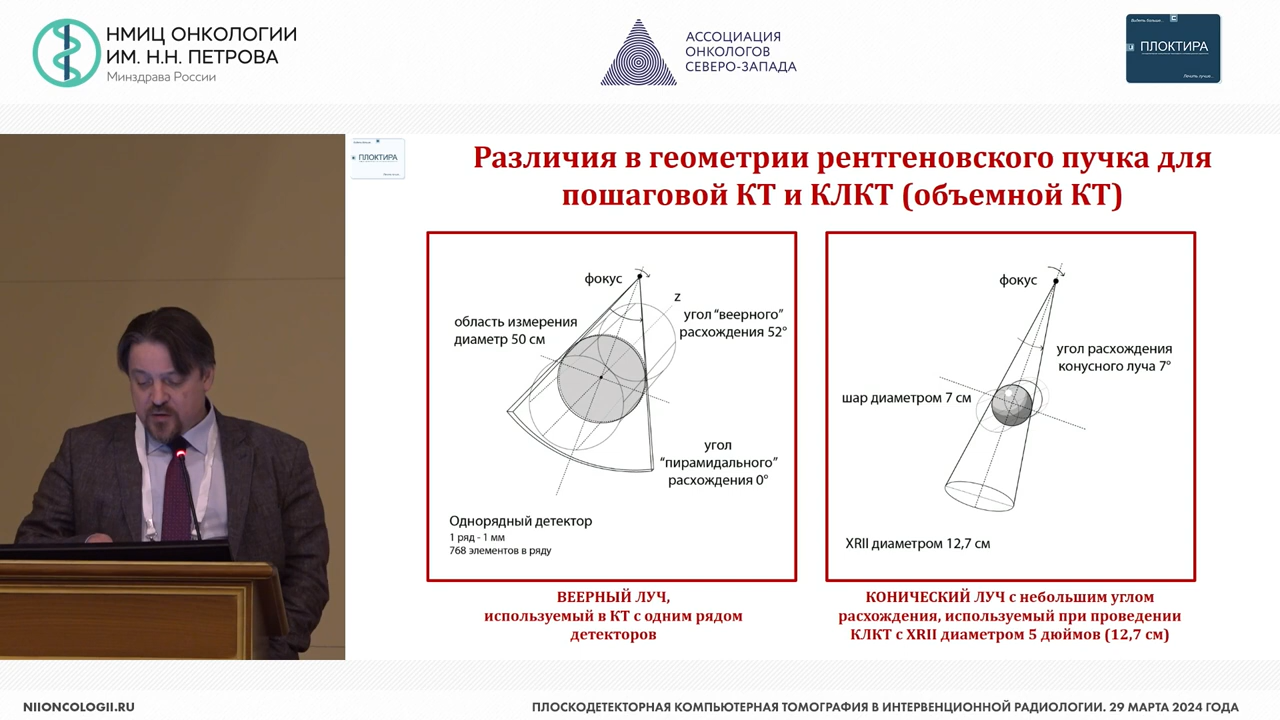 НМИЦ ОНКОЛОГИИ
ИМ. Н.Н. ПЕТРОВА
Минздрава России
АССОЦИАЦИЯ
ОНКОЛОГОВ
СЕВЕРО-ЗАПАДА
Видеть больше...
ПЛОКТИРА
Лечить лучше...
ПЛОКТИРА
Различия в геометрии рентгеновского пучка для
пошаговой КТ и КЛКТ (объемной КТ)
фокус
z
область измерения
диаметр 50 см
угол "веерного"
расхождения 52°
угол
"пирамидального"
расхождения 0°
Однорядный детектор
1 ряд - 1 мм
768 элементов в ряду
фокус
угол расхождения
конусного луча 7°
шар диаметром 7 см
XRII диаметром 12,7 см
ВЕЕРНЫЙ ЛУЧ,
используемый в КТ с одним рядом
детекторов
КОНИЧЕСКИЙ ЛУЧ с небольшим углом
расхождения, используемый при проведении
КЛКТ с XRII диаметром 5 дюймов (12,7 см)
NIIONCOLOGII.RU
ПЛОСКОДЕТЕКТОРНАЯ КОМПЬЮТЕРНАЯ ТОМОГРАФИЯ В ИНТЕРВЕНЦИОННОЙ РАДИОЛОГИИ. 29 МАРТА 2024 ГОДА